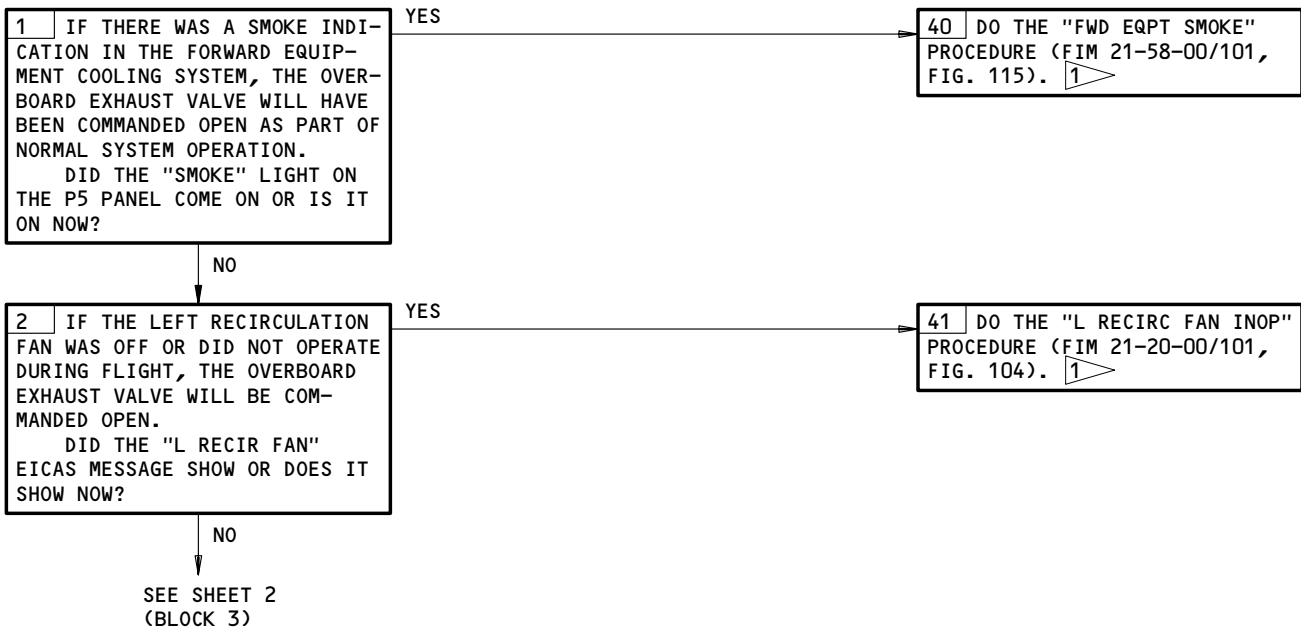 1 IF THERE WAS A SMOKE INDI-
CATION IN THE FORWARD EQUIP-
MENT COOLING SYSTEM, THE OVER-
BOARD EXHAUST VALVE WILL HAVE
BEEN COMMANDED OPEN AS PART OF
NORMAL SYSTEM OPERATION.
DID THE "SMOKE" LIGHT ON
THE P5 PANEL COME ON OR IS IT
ON NOW?
YES
40 DO THE "FWD EQPT SMOKE"
PROCEDURE (FIM 21-58-00/101,
FIG. 115). 1
NO
2 IF THE LEFT RECIRCULATION
FAN WAS OFF OR DID NOT OPERATE
DURING FLIGHT, THE OVERBOARD
EXHAUST VALVE WILL BE COM-
MANDED OPEN.
DID THE "L RECIR FAN"
EICAS MESSAGE SHOW OR DOES IT
SHOW NOW?
YES
41 DO THE "L RECIRC FAN INOP"
PROCEDURE (FIM 21-20-00/101,
FIG. 104). 1
NO
SEE SHEET 2
(BLOCK 3)